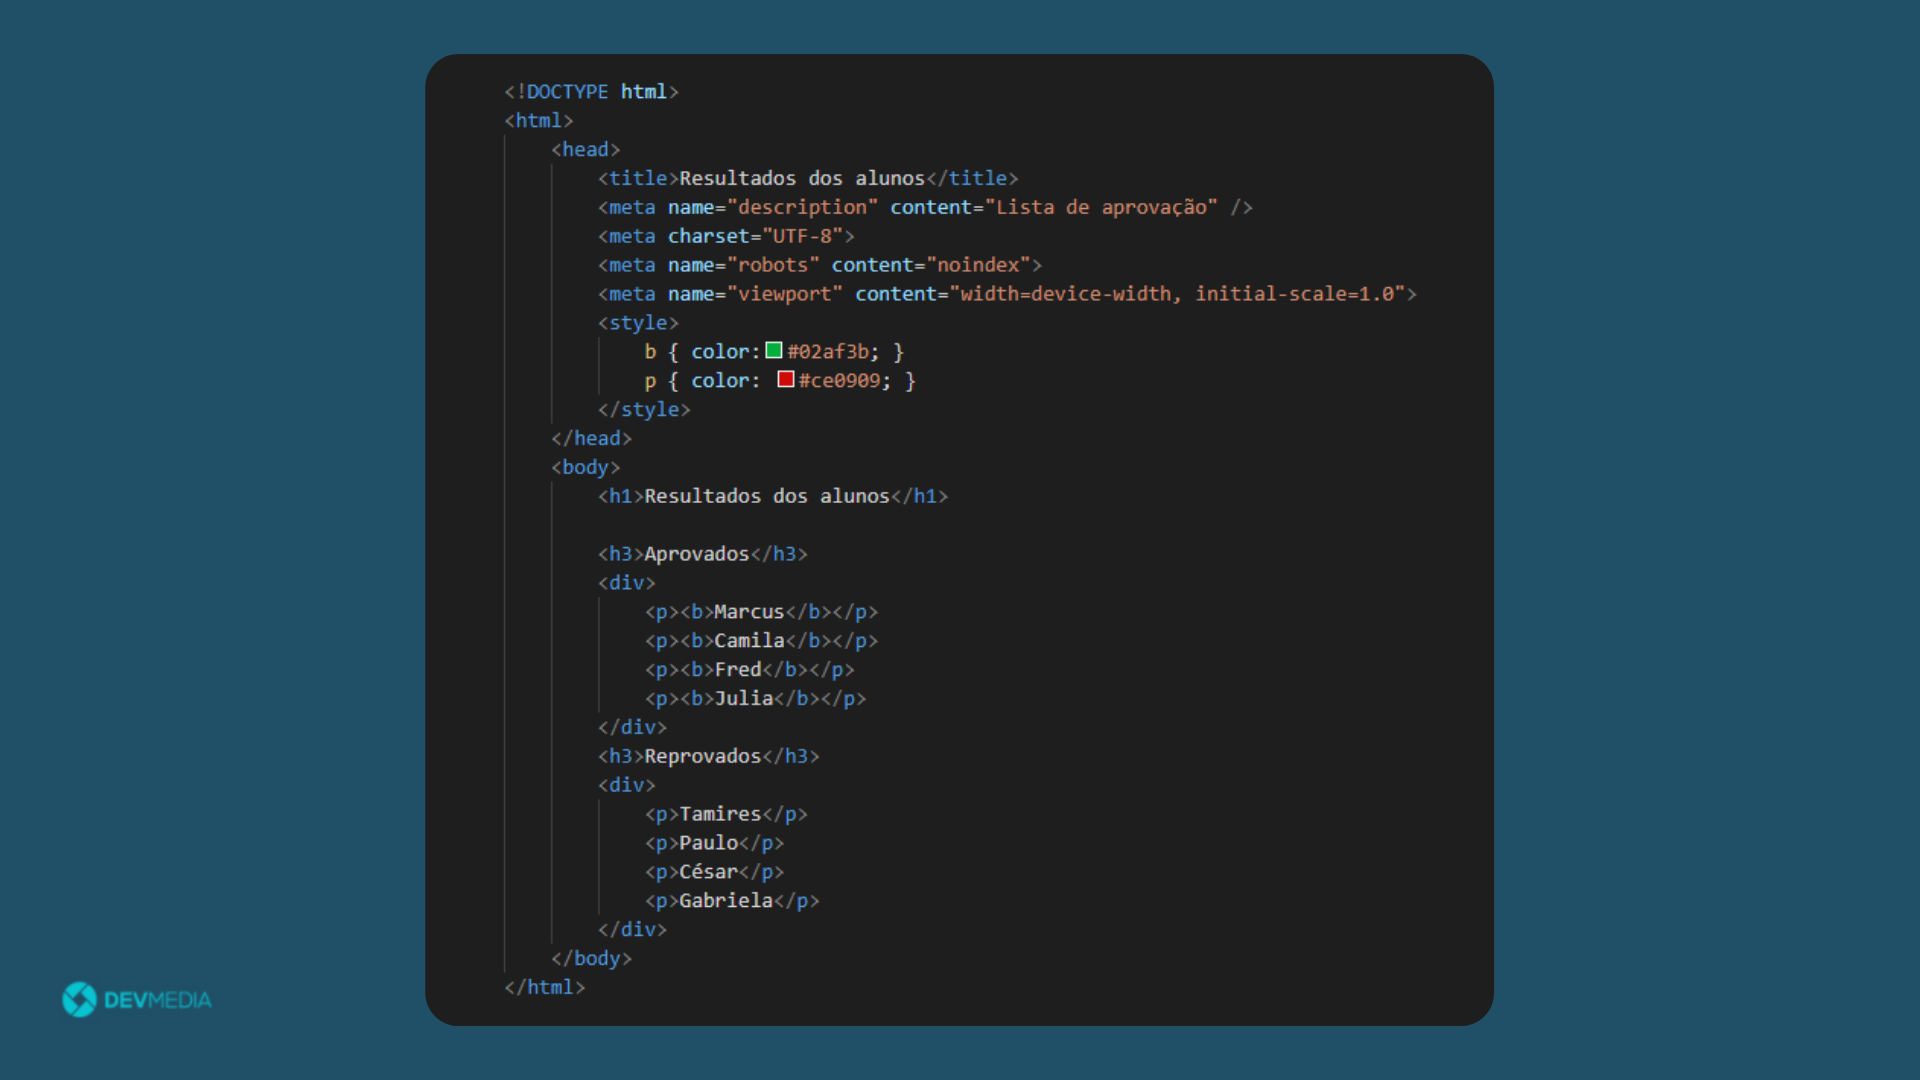 <!DOCTYPE html>
<html>
<head>
<title>Resultados dos alunos</title>
<meta name="description" content="Lista de aprovação" />
<meta charset="UTF-8">
<meta name="robots" content="noindex">
<meta name="viewport" content="width=device-width, initial-scale=1.0">
<style>
b { color: #02af3b; }
p { color: #ce0909; }
</style>
</head>
<body>
<h1>Resultados dos alunos</h1>
<h3>Aprovados</h3>
<div>
<p><b>Marcus</b></p>
<p><b>Camila</b></p>
<p><b>Fred</b></p>
<p><b>Julia</b></p>
</div>
<h3>Reprovados</h3>
<div>
<p>Tamires</p>
<p>Paulo</p>
<p>César</p>
<p>Gabriela</p>
</div>
</body>
</html>
DEVMEDIA